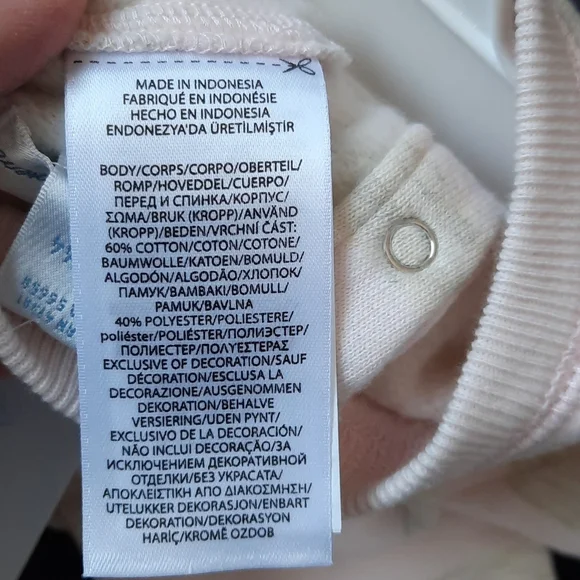 MADE IN INDONESIA
FABRIQUÉ EN INDONÉSIE
HECHO EN INDONESIA
ENDONEZYA'DA ÜRETİLMİŞTİR
BODY/CORPS/CORPO/OBERTEIL/
ROMP/HOVEDDEL/CUERPO/
ПЕРЕД И СПИНКА/КОРПУС/
ΣΩΜΑ/BRUK (KROPP)/ANVÄND
(KROPP)/BEDEN/VRCHNÍ ČÁST:
60% COTTON/COTON/COTONE/
BAUMWOLLE/KATOEN/BOMULD/
ALGODÓN/ALGODÃO/ХЛОПОК/
ПАМУК/ΒΑΜΒΑΚΙ/BOMULL/
PAMUK/BAVLNA
40% POLYESTER/POLIESTERE/
poliéster/POLIÉSTER/ПОЛИЭСТЕР/
ПОЛИЕСТЕР/ΠΟΛΥΕΣΤΕΡΑΣ
EXCLUSIVE OF DECORATION/SAUF
DÉCORATION/ESCLUSA LA
DECORAZIONE/AUSGENOMMEN
DEKORATION/BEHALVE
VERSIERING/UDEN PYNT/
EXCLUSIVO DE LA DECORACIÓN/
NÃO INCLUI DECORAÇÃO/ЗА
ИСКЛЮЧЕНИЕМ ДЕКОРАТИВНОЙ
ОТДЕЛКИ/БЕЗ УКРАСАТА/
ΑΠΟΚΛΕΙΣΤΙΚΗ ΑΠΟ ΔΙΑΚΟΣΜΗΣΗ/
UTELUKKER DEKORASJON/ENBART
DEKORATION/DEKORASYON
HARİÇ/KROMĚ OZDOB